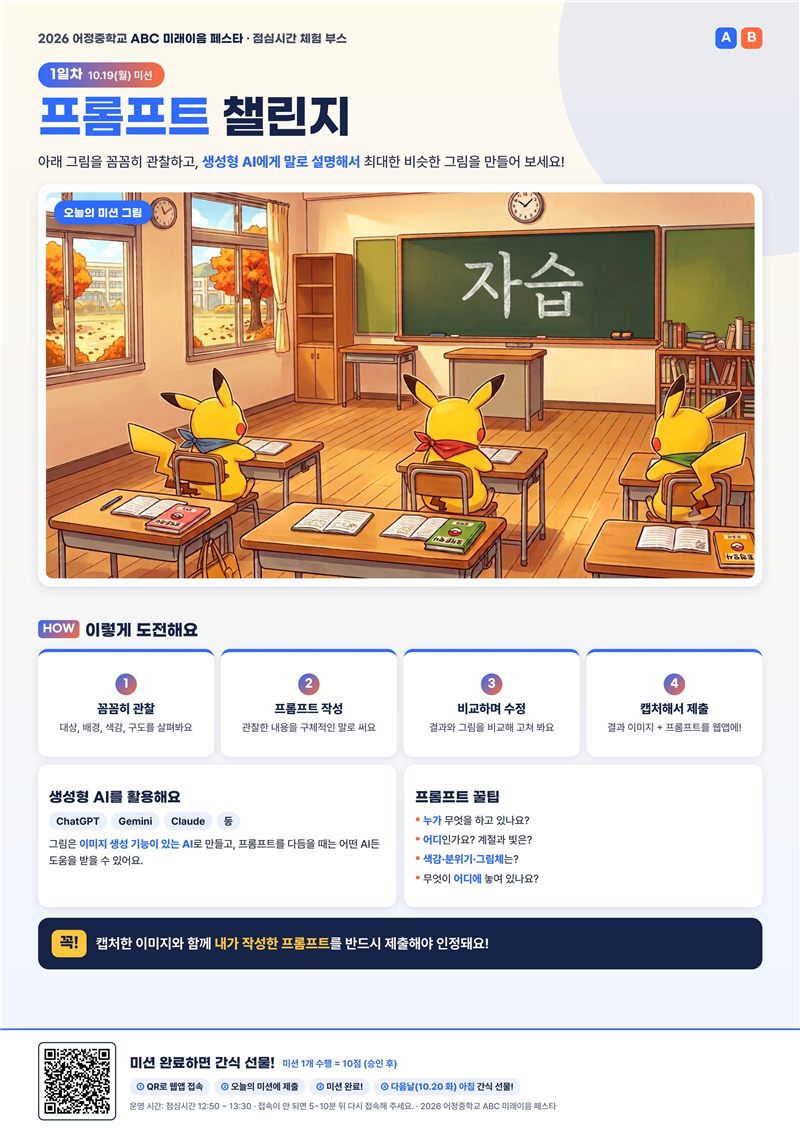 2026 어정중학교 ABC 미래이음 페스타 · 점심시간 체험 부스
A B
1일차 10.19(월) 미션
프롬프트 챌린지
아래 그림을 꼼꼼히 관찰하고, 생성형 AI에게 말로 설명해서 최대한 비슷한 그림을 만들어 보세요!
오늘의 미션 그림
자습
HOW 이렇게 도전해요
1
꼼꼼히 관찰
대상, 배경, 색감, 구도를 살펴봐요
2
프롬프트 작성
관찰한 내용을 구체적인 말로 써요
3
비교하며 수정
결과와 그림을 비교해 고쳐 봐요
4
캡처해서 제출
결과 이미지 + 프롬프트를 웹앱에!
생성형 AI를 활용해요
ChatGPT Gemini Claude 등
그림은 이미지 생성 기능이 있는 AI로 만들고, 프롬프트를 다듬을 때는 어떤 AI든
도움을 받을 수 있어요.
프롬프트 꿀팁
• 누가 무엇을 하고 있나요?
• 어디인가요? 계절과 빛은?
• 색감·분위기·그림체는?
• 무엇이 어디에 놓여 있나요?
꼭! 캡처한 이미지와 함께 내가 작성한 프롬프트를 반드시 제출해야 인정돼요!
미션 완료하면 간식 선물! 미션 1개 수행 = 10점 (승인 후)
① QR로 웹앱 접속 ② 오늘의 미션에 제출 ③ 미션 완료! ④ 다음날(10.20 화) 아침 간식 선물!
운영 시간: 점심시간 12:50 ~ 13:30 · 접속이 안 되면 5~10분 뒤 다시 접속해 주세요. · 2026 어정중학교 ABC 미래이음 페스타